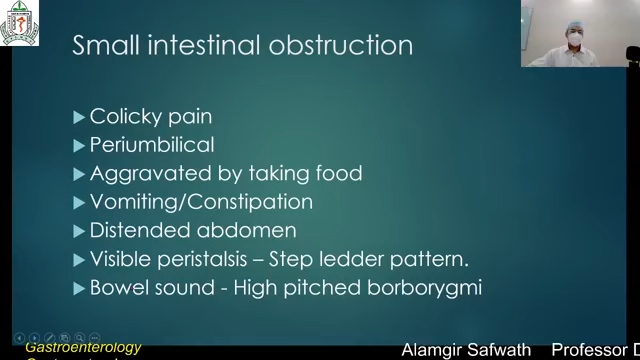 Small intestinal obstruction
Colicky pain
Periumbilical
Aggravated by taking food
Vomiting/Constipation
Distended abdomen
Visible peristalsis – Step ledder pattern.
Bowel sound - High pitched borborygmi
Gastroenterology
Alamgir Safwath Professor D